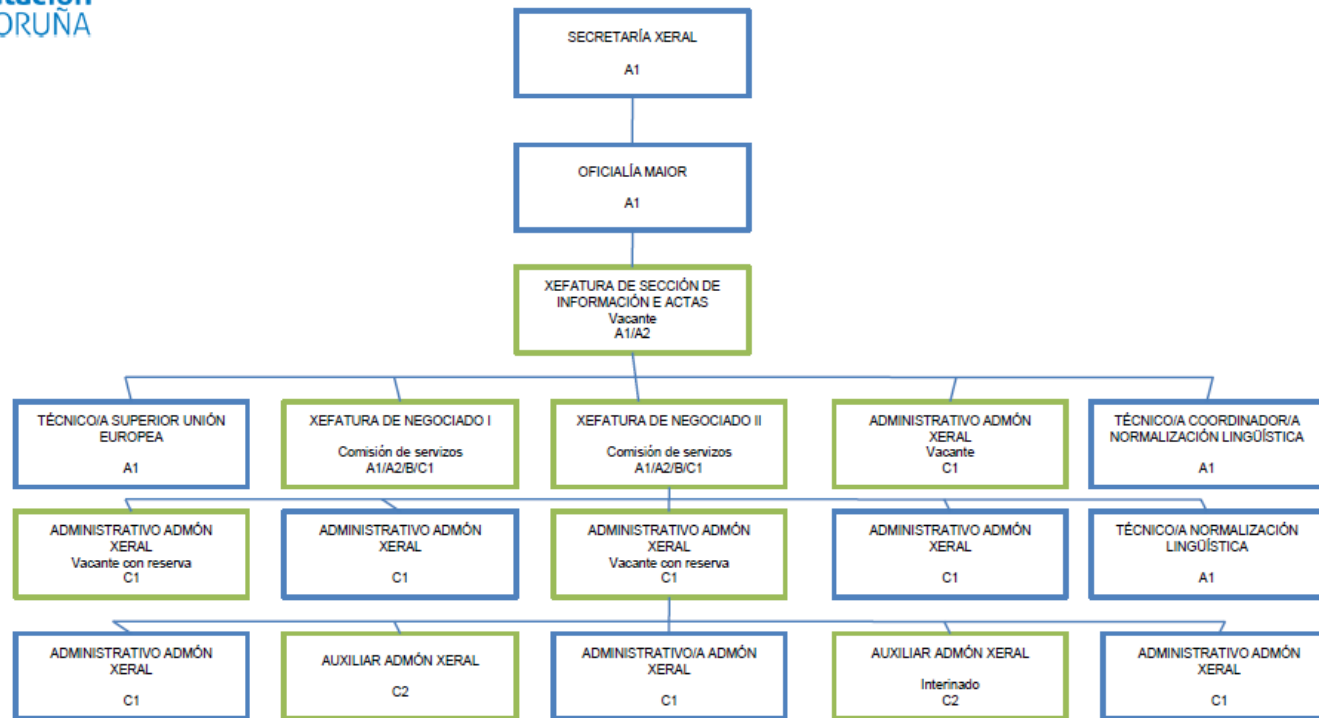 ORUÑA
SECRETARÍA XERAL
A1
OFICIALÍA MAIOR
A1
XEFATURA DE SECCIÓN DE
INFORMACIÓN E ACTAS
Vacante
A1/A2
TÉCNICO/A SUPERIOR UNIÓN
EUROPEA
A1
XEFATURA DE NEGOCIADO I
Comisión de servizos
A1/A2/B/C1
XEFATURA DE NEGOCIADO II
Comisión de servizos
A1/A2/B/C1
ADMINISTRATIVO ADMÓN
XERAL
Vacante
C1
TÉCNICO/A COORDINADOR/A
NORMALIZACIÓN LINGÜÍSTICA
A1
ADMINISTRATIVO ADMÓN
XERAL
Vacante con reserva
C1
ADMINISTRATIVO ADMÓN
XERAL
C1
ADMINISTRATIVO ADMÓN
XERAL
Vacante con reserva
C1
ADMINISTRATIVO ADMÓN
XERAL
C1
TÉCNICO/A NORMALIZACIÓN
LINGÜÍSTICA
A1
ADMINISTRATIVO ADMÓN
XERAL
C1
AUXILIAR ADMÓN XERAL
C2
ADMINISTRATIVO/A ADMÓN
XERAL
C1
AUXILIAR ADMÓN XERAL
Interinado
C2
ADMINISTRATIVO ADMÓN
XERAL
C1